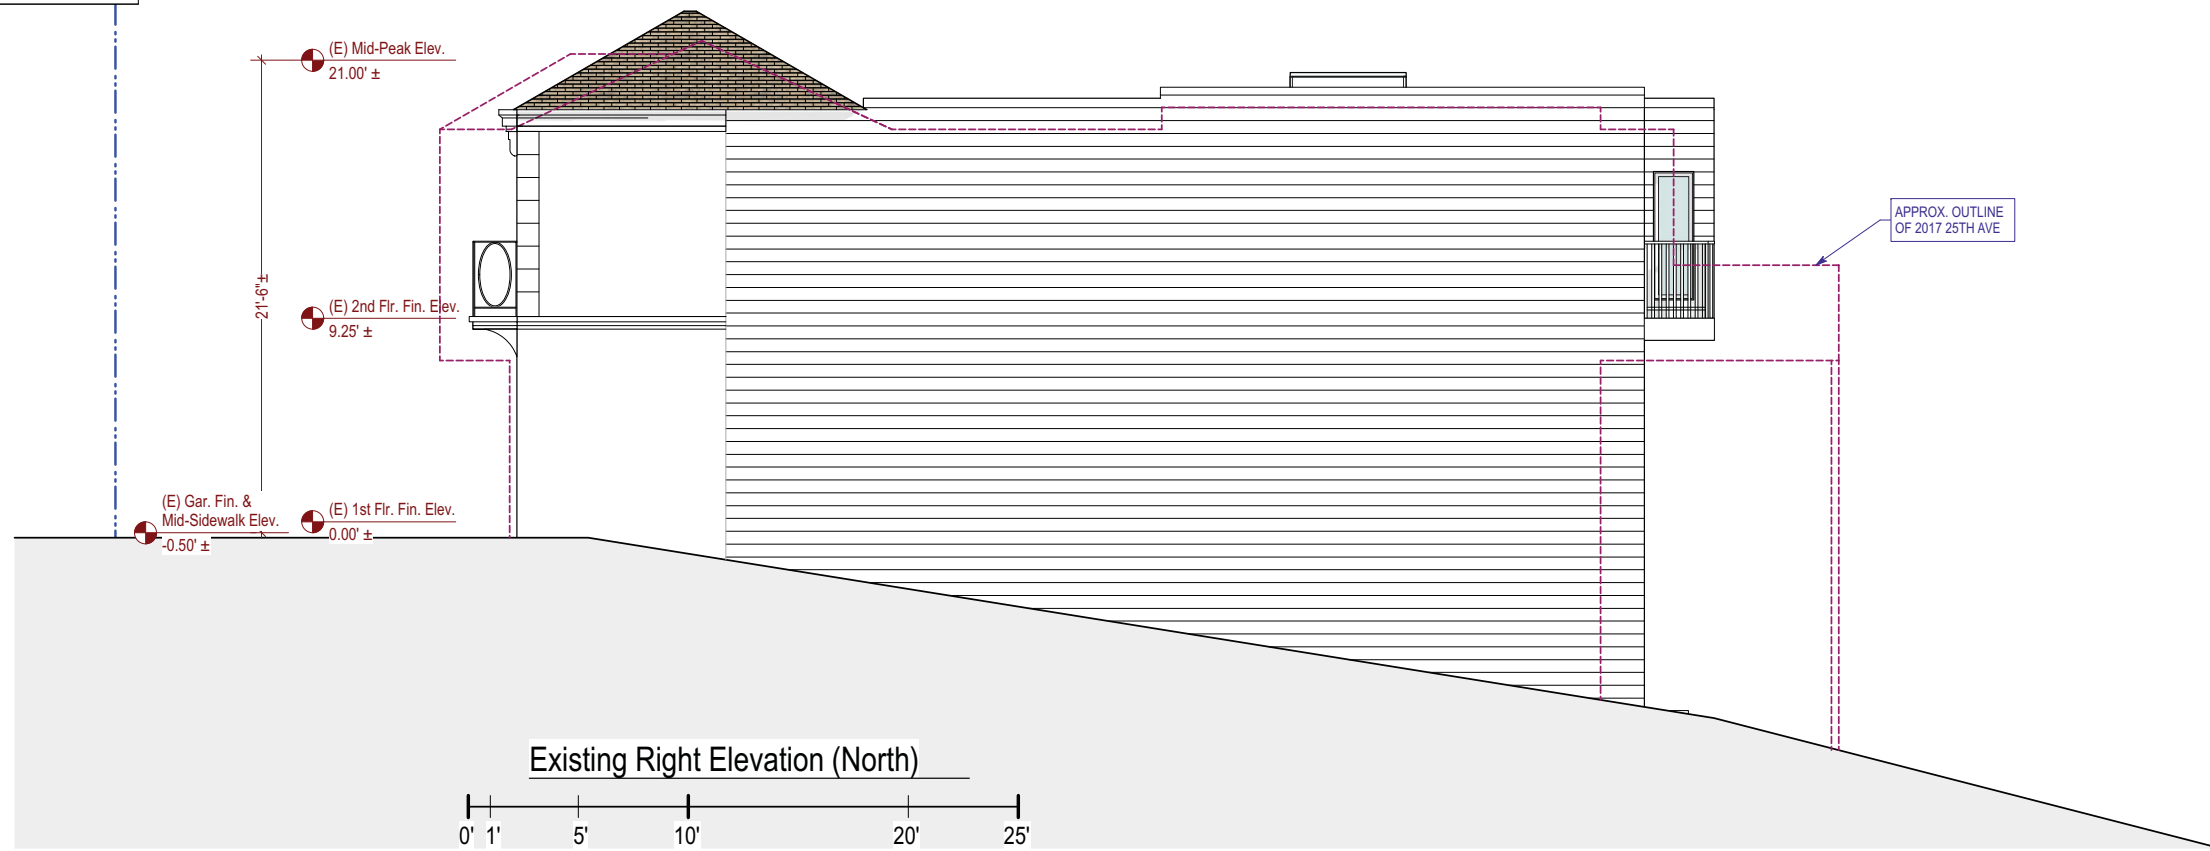 (E) Mid-Peak Elev.
21.00' ±
APPROX. OUTLINE
OF 2017 25TH AVE
21'-6"±
(E) 2nd Flr. Fin. Elev.
9.25' ±
(E) Gar. Fin. &
Mid-Sidewalk Elev.
-0.50' ±
(E) 1st Flr. Fin. Elev.
0.00' ±
Existing Right Elevation (North)
0' 1' 5' 10' 20' 25'